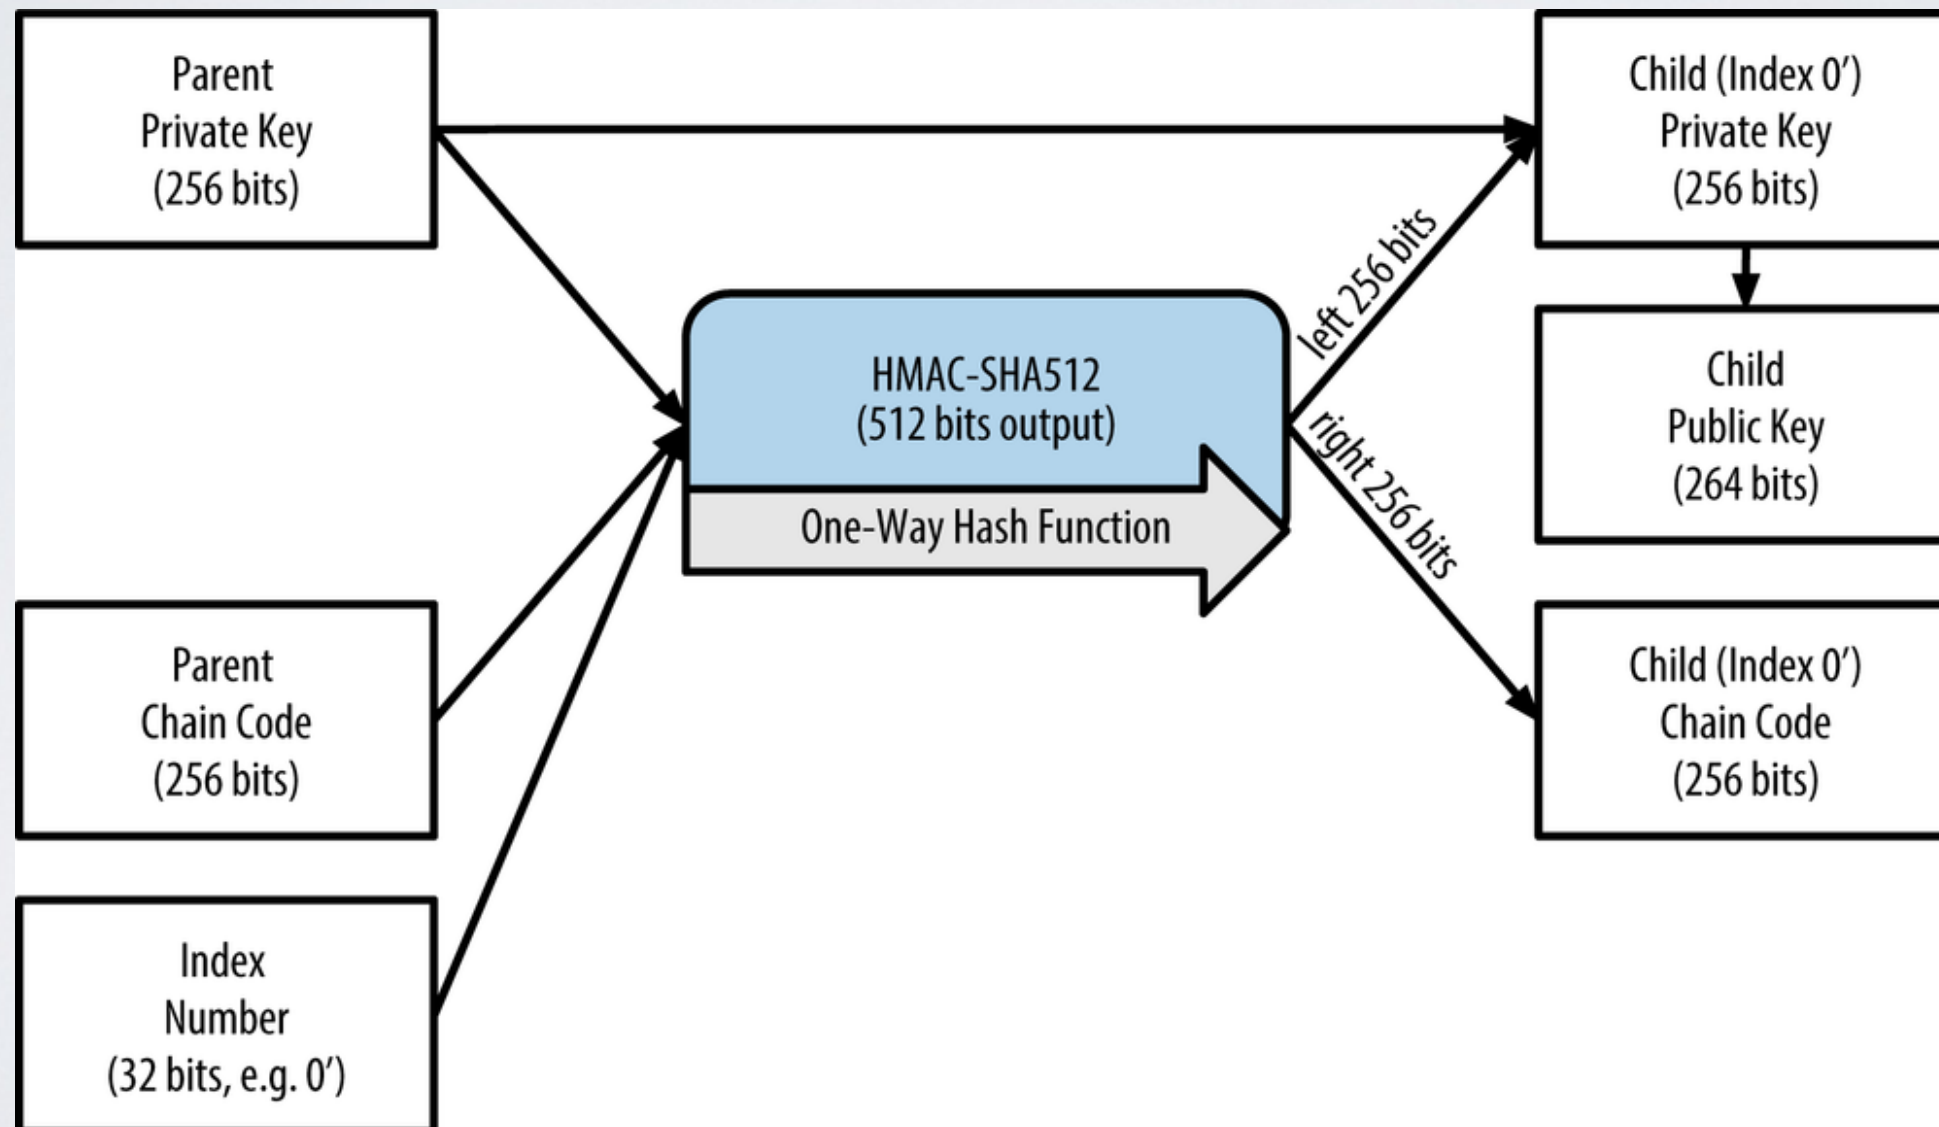 Parent
Private Key
(256 bits)
Child (Index 0’)
Private Key
(256 bits)
left 256 bits
HMAC-SHA512
(512 bits output)
One-Way Hash Function
right 256 bits
Child
Public Key
(264 bits)
Parent
Chain Code
(256 bits)
Child (Index 0’)
Chain Code
(256 bits)
Index
Number
(32 bits, e.g. 0’)